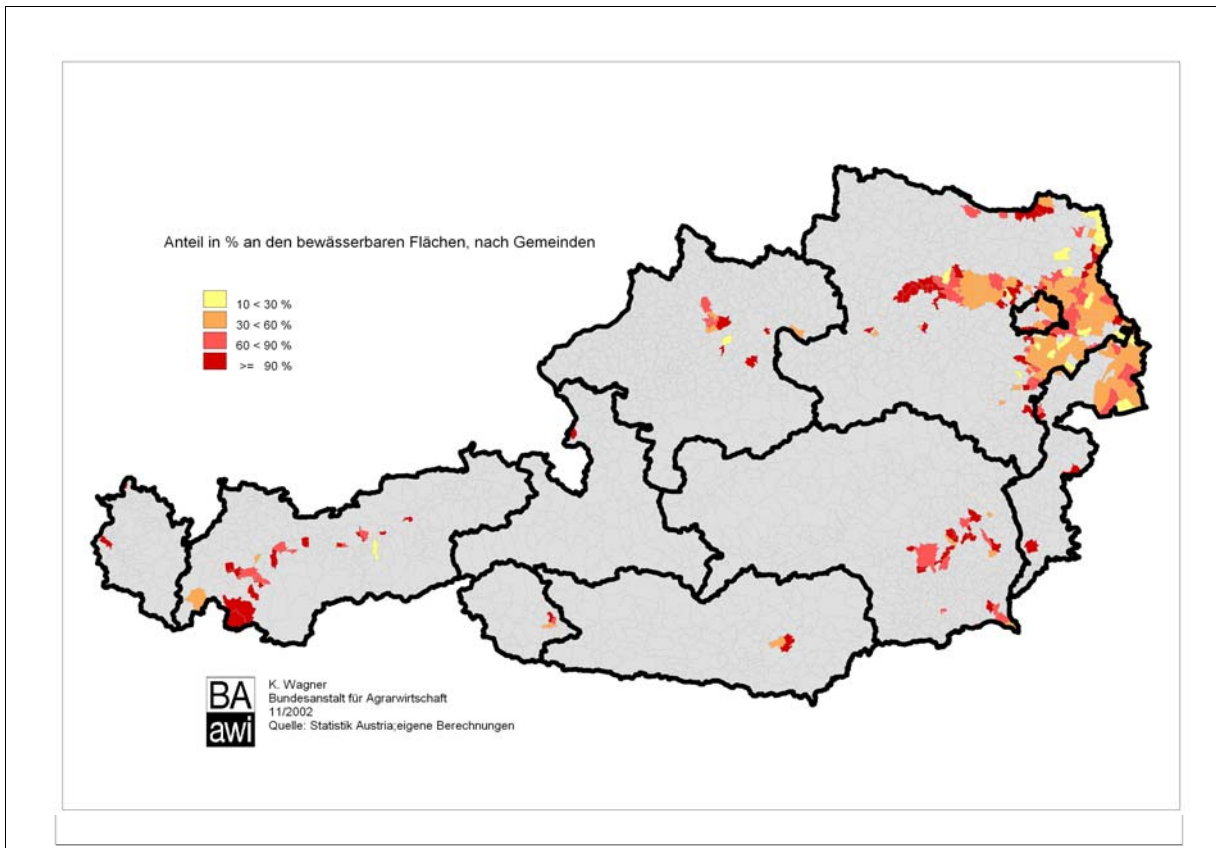 Anteil in % an den bewässerbaren Flächen, nach Gemeinden
10 < 30 %
30 < 60 %
60 < 90 %
>= 90 %
BA
awi
K. Wagner
Bundesanstalt für Agrarwirtschaft
11/2002
Quelle: Statistik Austria;eigene Berechnungen